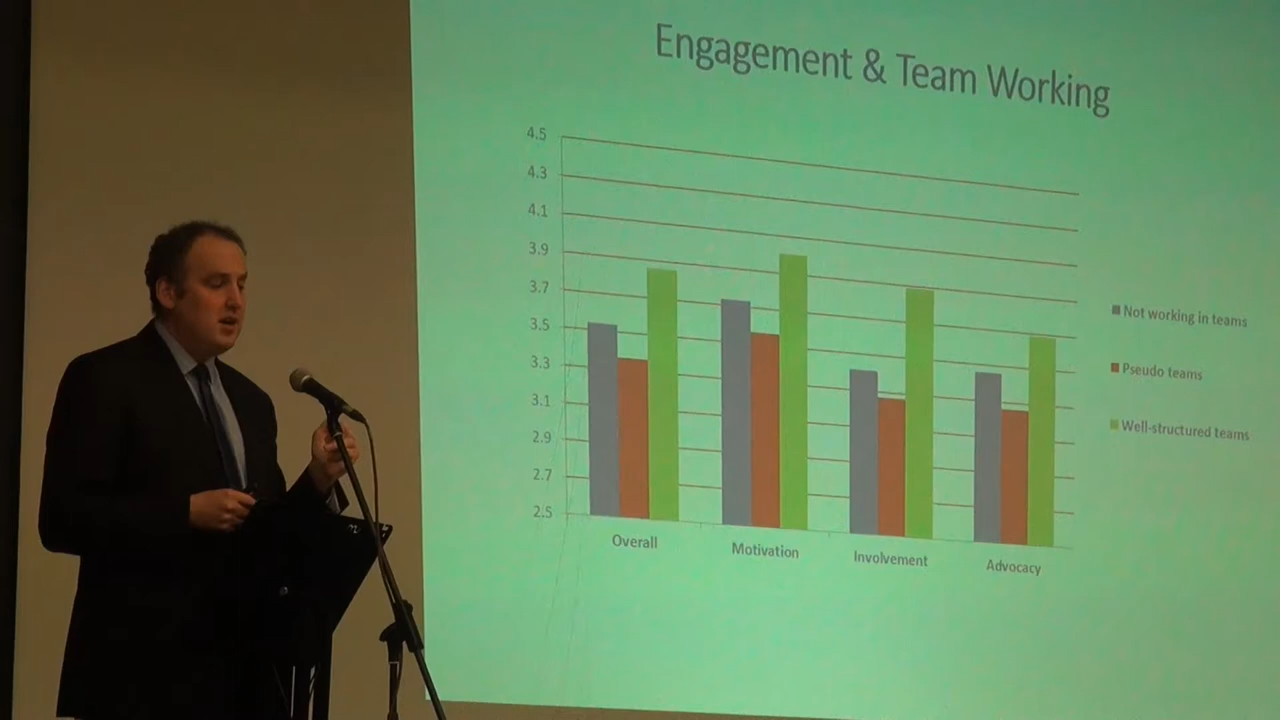 Engagement & Team Working
4.5
4.3
4.1
3.9
3.7
3.5
3.3
3.1
2.9
2.7
2.5
Overall
Motivation
Involvement
Advocacy
Not working in teams
Pseudo teams
Well-structured teams